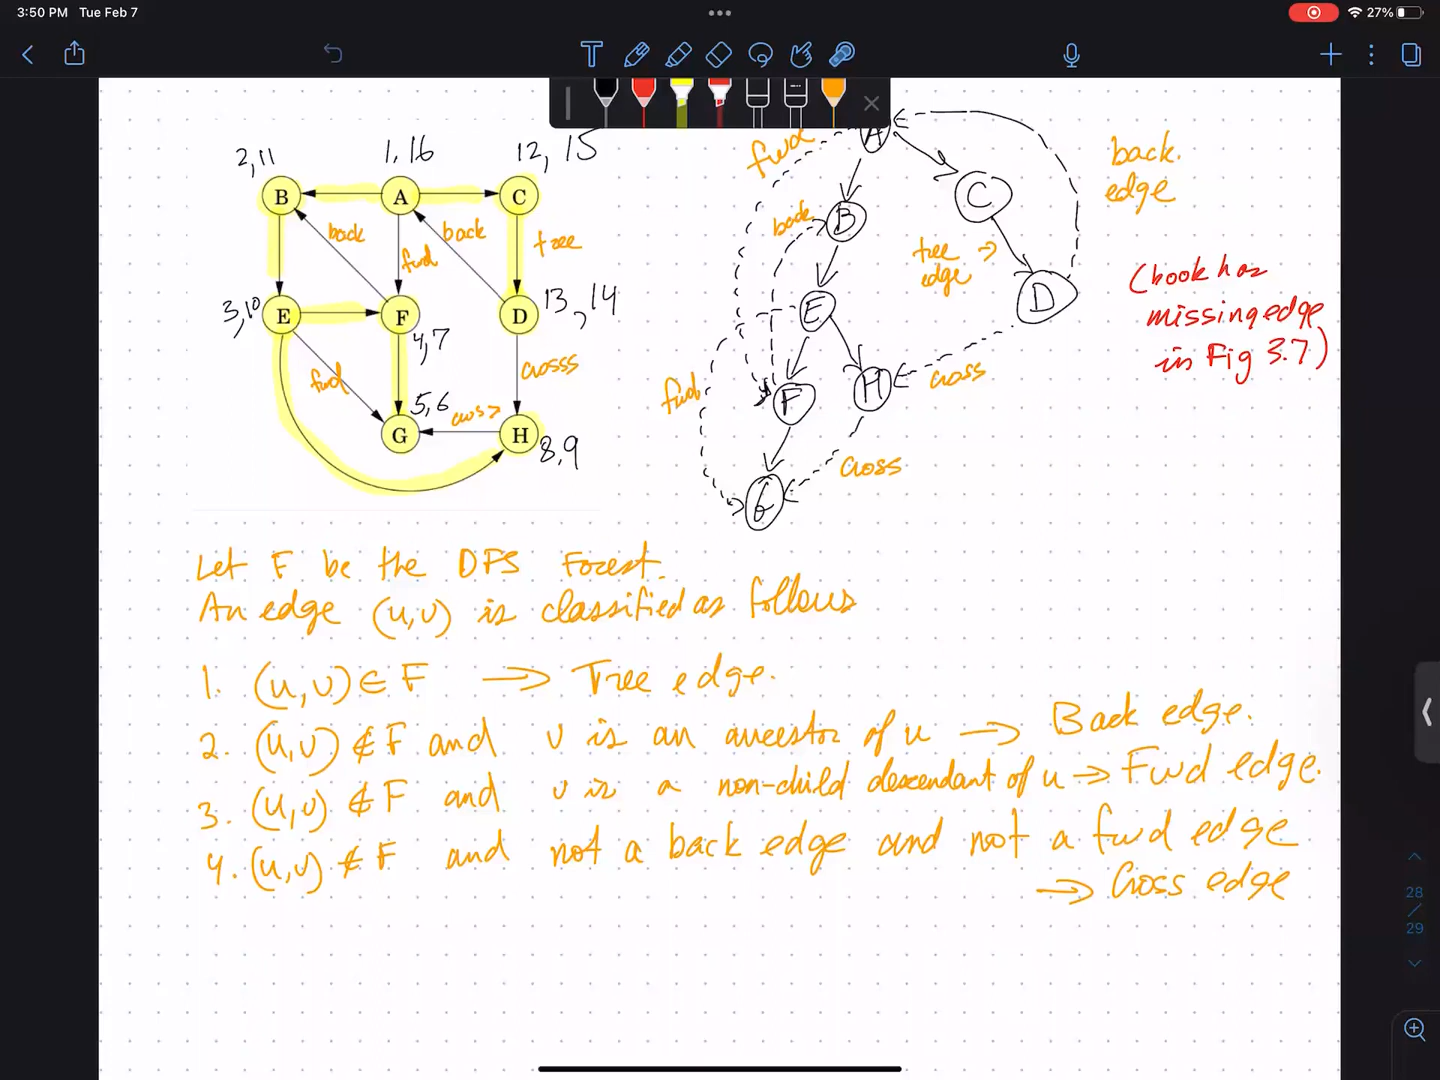 3:50 PM Tue Feb 7
27%
2,11
1,16
12, 15
B
A
C
back
fwd
back
tree
3,10
E
F
D
13, 14
4,7
fwd
crosss
5,6
G
H
8,9
fwd
A
back
edge
back
B
C
tree
edge
D
E
(book has
missing edge
in Fig 3.7)
fwd
F
H
cross
cross
G
Let F be the DFS Forest.
An edge (u,v) is classified as follows
1. (u,v) ∈ F → Tree edge.
2. (u,v) ∉ F and v is an ancestor of u → Back edge.
3. (u,v) ∉ F and v is a non-child descendant of u → Fwd edge.
4. (u,v) ∉ F and not a back edge and not a fwd edge
→ Cross edge
28
/
29